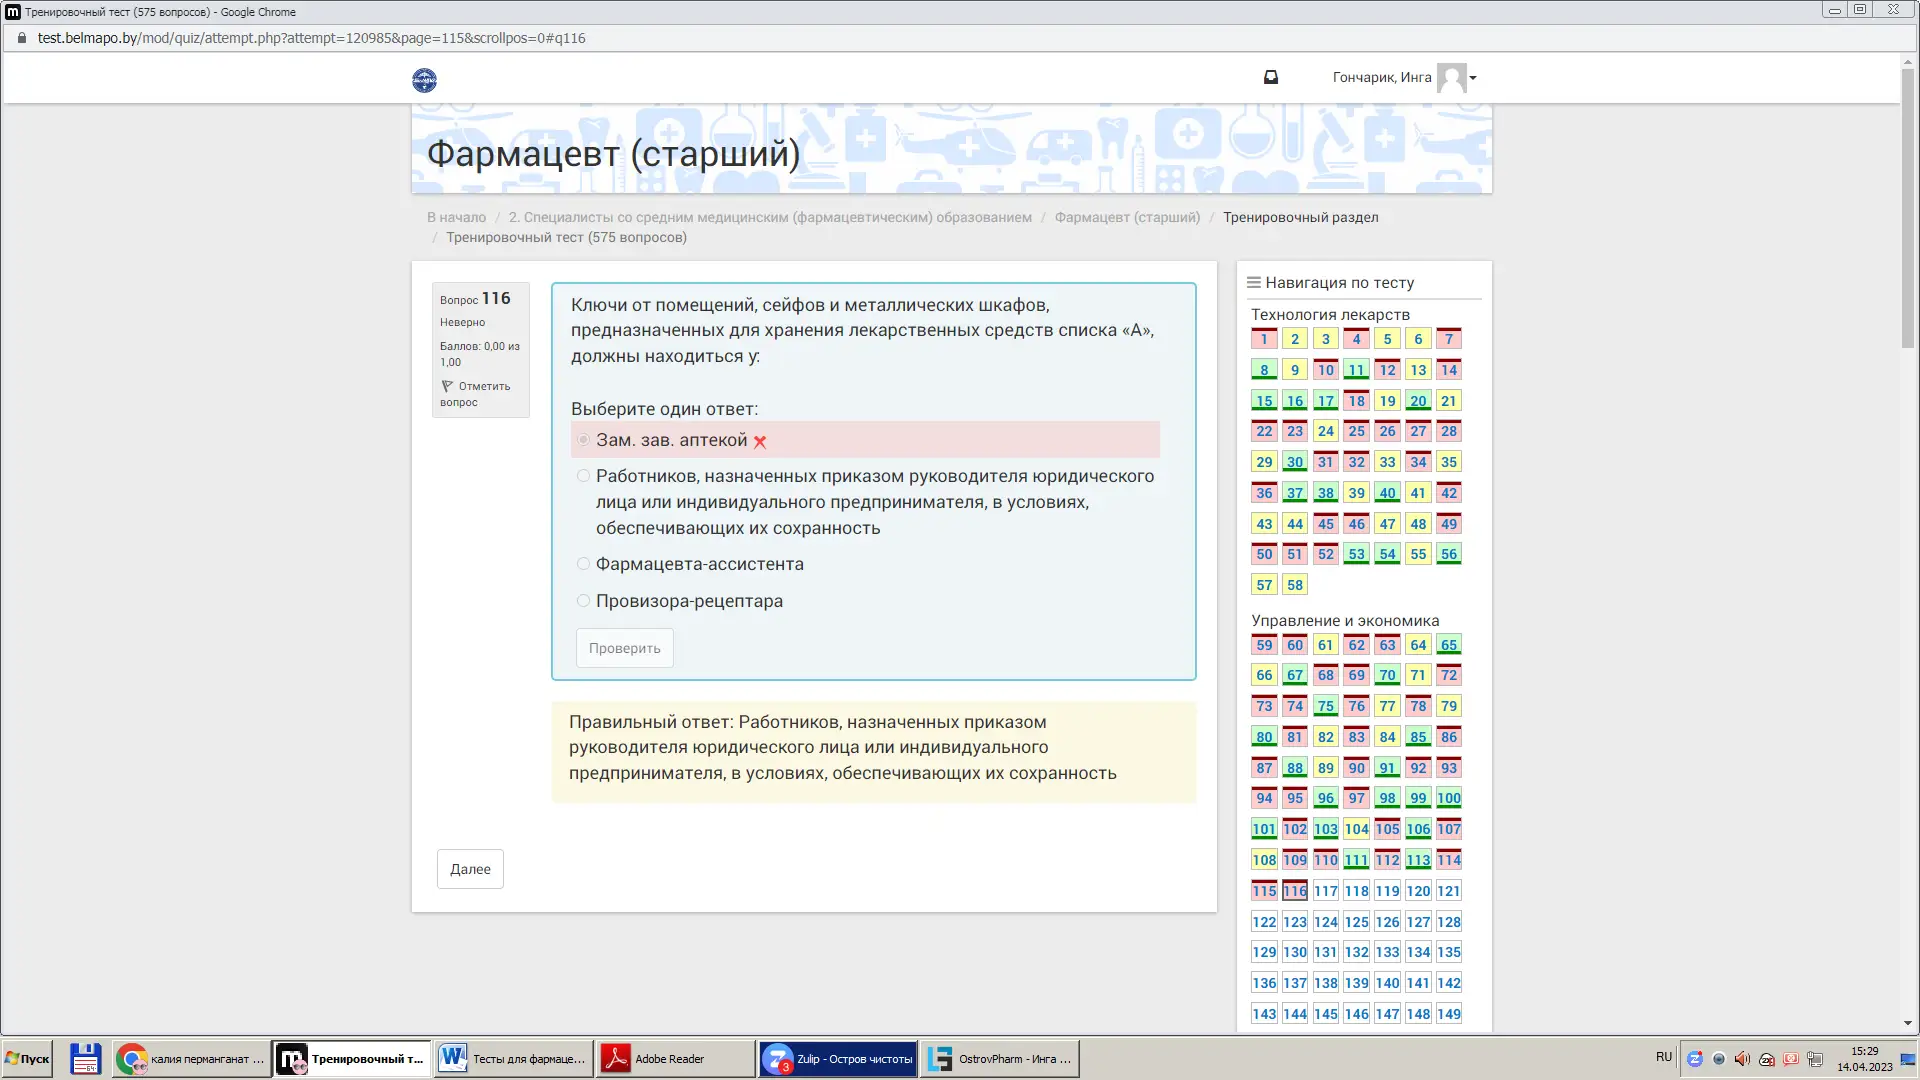 Тренировочный тест (575 вопросов) - Google Chrome
test.belmapo.by/mod/quiz/attempt.php?attempt=120985&page=115&scrollpos=0#q116
Гончарик, Инга
Фармацевт (старший)
В начало / 2. Специалисты со средним медицинским (фармацевтическим) образованием / Фармацевт (старший) / Тренировочный раздел
/ Тренировочный тест (575 вопросов)
Вопрос 116
Неверно
Баллов: 0,00 из
1,00
Отметить
вопрос
Ключи от помещений, сейфов и металлических шкафов,
предназначенных для хранения лекарственных средств списка «А»,
должны находиться у:
Выберите один ответ:
Зам. зав. аптекой
Работников, назначенных приказом руководителя юридического
лица или индивидуального предпринимателя, в условиях,
обеспечивающих их сохранность
Фармацевта-ассистента
Провизора-рецептара
Проверить
Правильный ответ: Работников, назначенных приказом
руководителя юридического лица или индивидуального
предпринимателя, в условиях, обеспечивающих их сохранность
Далее
Навигация по тесту
Технология лекарств
1 2 3 4 5 6 7
8 9 10 11 12 13 14
15 16 17 18 19 20 21
22 23 24 25 26 27 28
29 30 31 32 33 34 35
36 37 38 39 40 41 42
43 44 45 46 47 48 49
50 51 52 53 54 55 56
57 58
Управление и экономика
59 60 61 62 63 64 65
66 67 68 69 70 71 72
73 74 75 76 77 78 79
80 81 82 83 84 85 86
87 88 89 90 91 92 93
94 95 96 97 98 99 100
101 102 103 104 105 106 107
108 109 110 111 112 113 114
115 116 117 118 119 120 121
122 123 124 125 126 127 128
129 130 131 132 133 134 135
136 137 138 139 140 141 142
143 144 145 146 147 148 149
Пуск
калия перманганат ...
Тренировочный т...
Тесты для фармаце...
Adobe Reader
3
Zulip - Остров чистоты
OstrovPharm - Инга ...
RU
15:29
14.04.2023